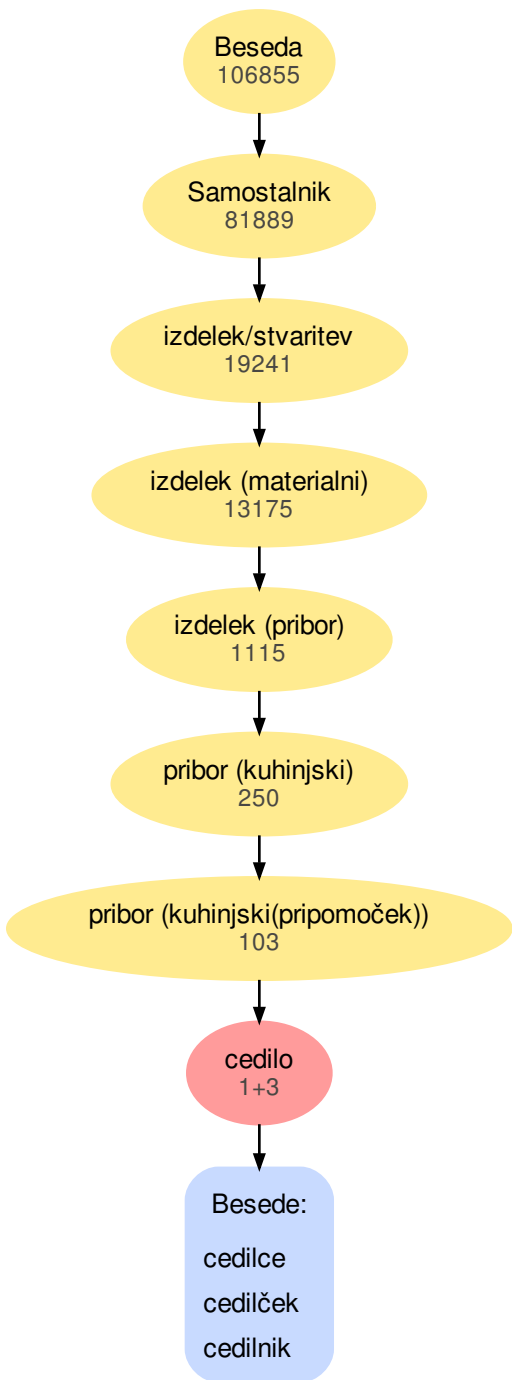 Beseda
106855
Samostalnik
81889
izdelek/stvaritev
19241
izdelek (materialni)
13175
izdelek (pribor)
1115
pribor (kuhinjski)
250
pribor (kuhinjski(pripomoček))
103
cedilo
1+3
Besede:
cedilce
cedilček
cedilnik